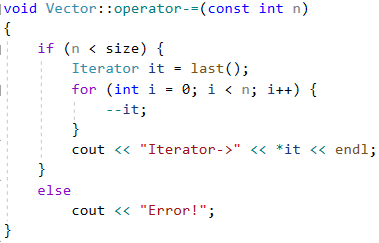 void Vector::operator-=(const int n)
{
if (n < size) {
Iterator it = last();
for (int i = 0; i < n; i++) {
--it;
}
cout << "Iterator->" << *it << endl;
}
else
cout << "Error!";
}